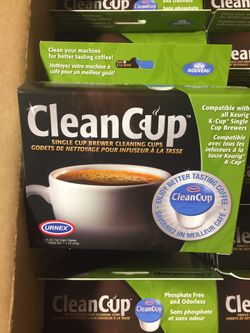 CleanCup
Clean your machine
for better tasting coffee!
Nettoyez votre machine à
café pour un meilleur goût!
NEW
NOUVEAU
CleanCup™
SINGLE CUP BREWER CLEANING CUPS
GODETS DE NETTOYAGE POUR INFUSEUR À LA TASSE
Compatible with
all Keurig
K-Cup® Single
Cup Brewers
Compatible
avec tous les
infuseurs à
la tasse Keurig
K-Cup
ENJOY BETTER TASTING COFFEE
CleanCup
SAVOUREZ UN MEILLEUR CAFÉ
URNEX
Phosphate Free
and Odorless
Sans phosphate
et sans odeur
CleanCup